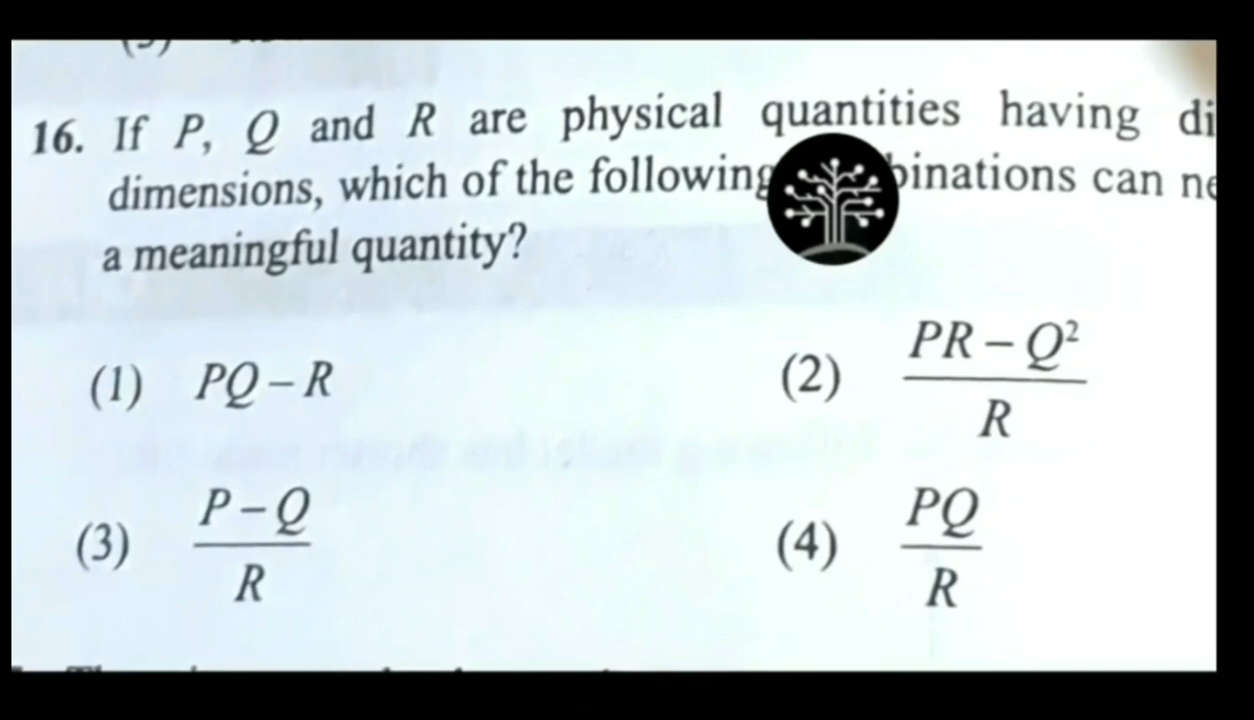 16. If P, Q and R are physical quantities having di
dimensions, which of the following binations can ne
a meaningful quantity?
(1) PQ – R
(2) PR – Q² / R
(3) P – Q / R
(4) PQ / R